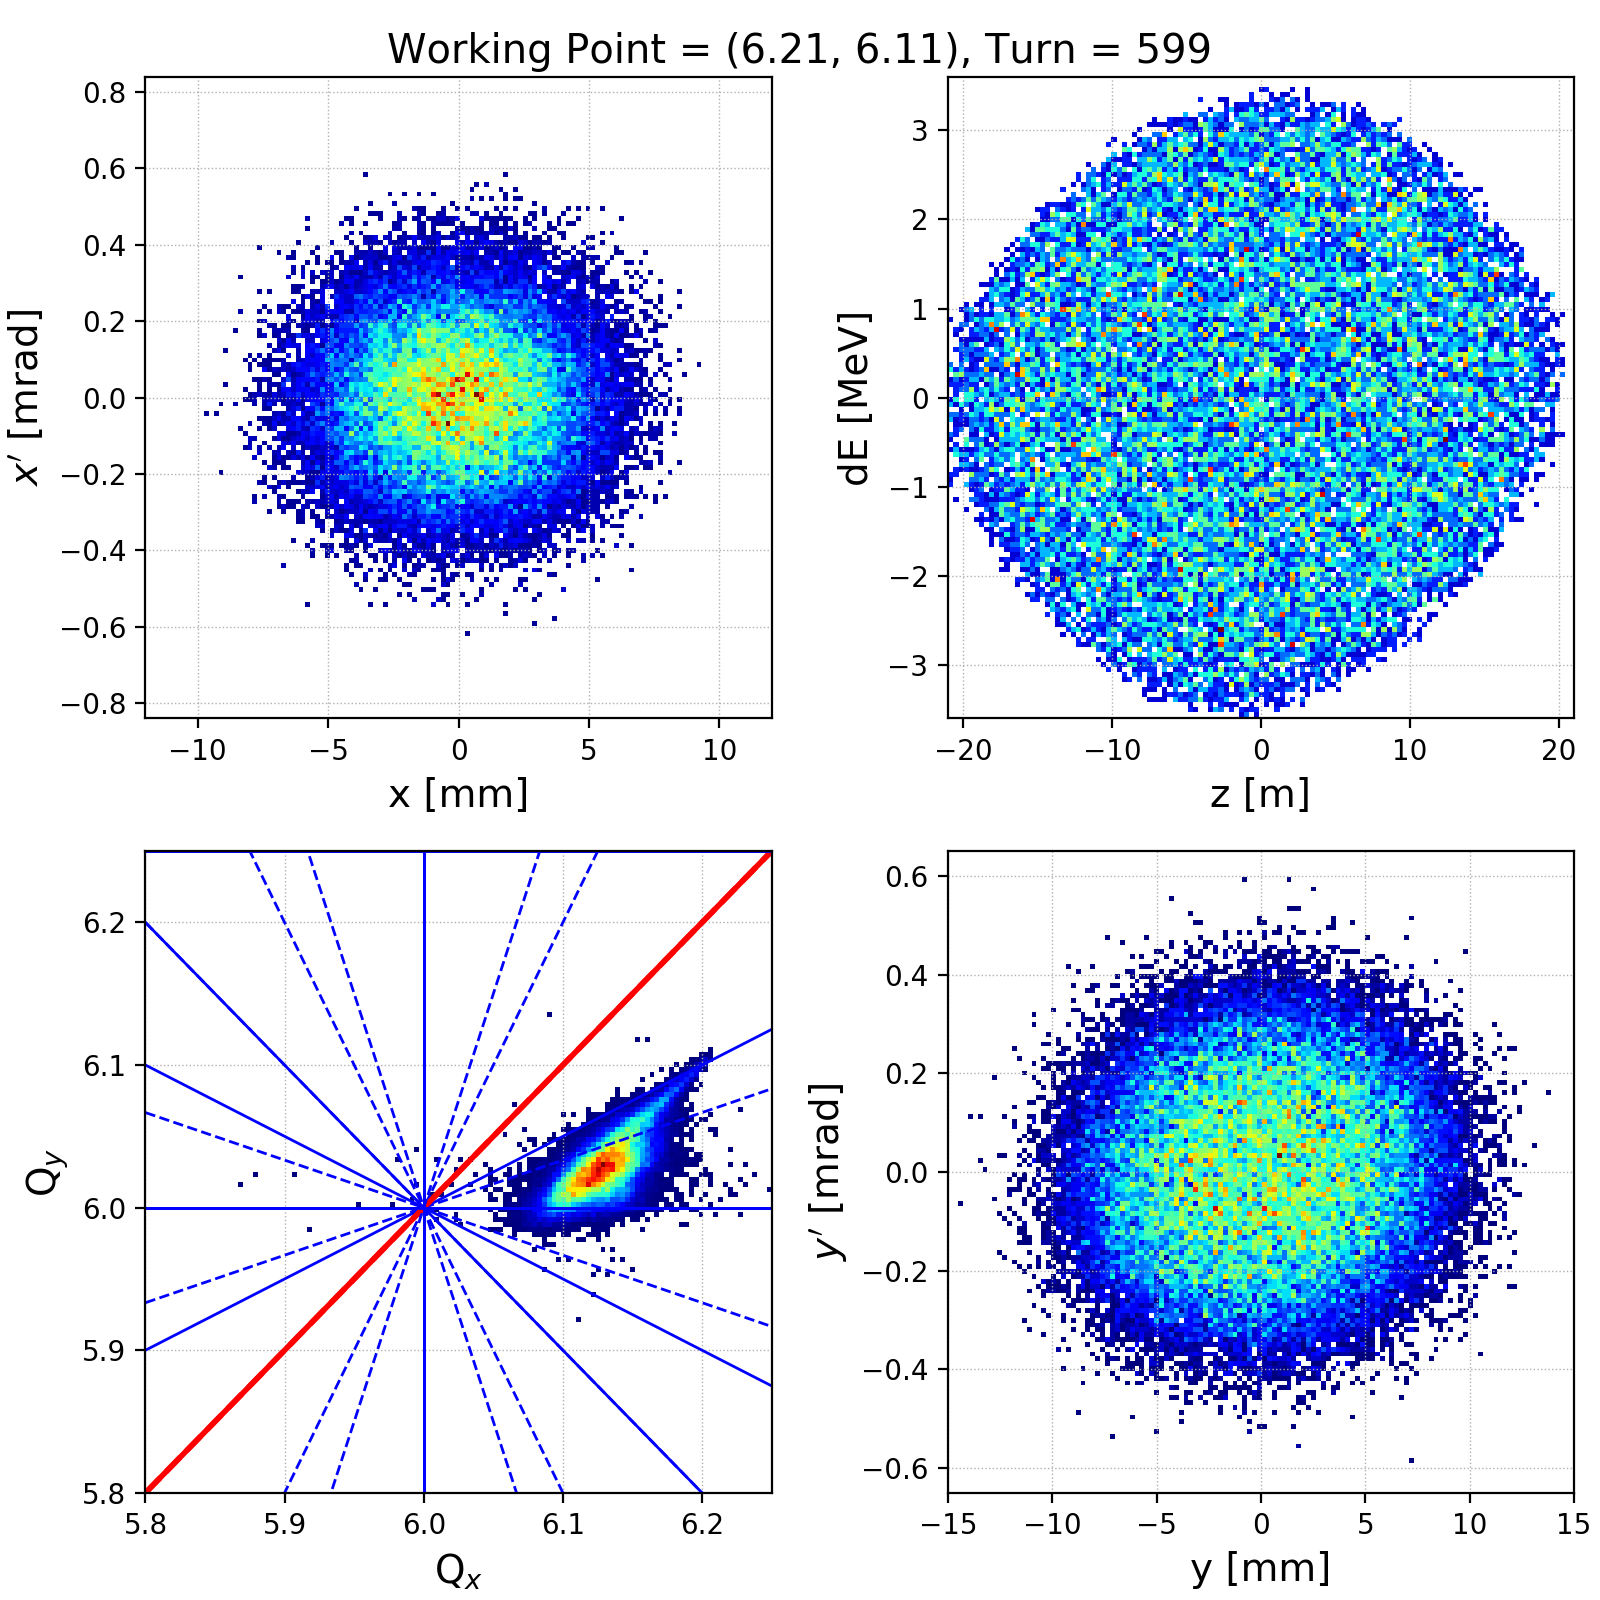 Working Point = (6.21, 6.11), Turn = 599
0.8
0.6
0.4
0.2
0.0
−0.2
−0.4
−0.6
−0.8
x′ [mrad]
−10 −5 0 5 10
x [mm]
3
2
1
0
−1
−2
−3
dE [MeV]
−20 −10 0 10 20
z [m]
6.2
6.1
6.0
5.9
5.8
Qy
5.8 5.9 6.0 6.1 6.2
Qx
0.6
0.4
0.2
0.0
−0.2
−0.4
−0.6
y′ [mrad]
−15 −10 −5 0 5 10 15
y [mm]